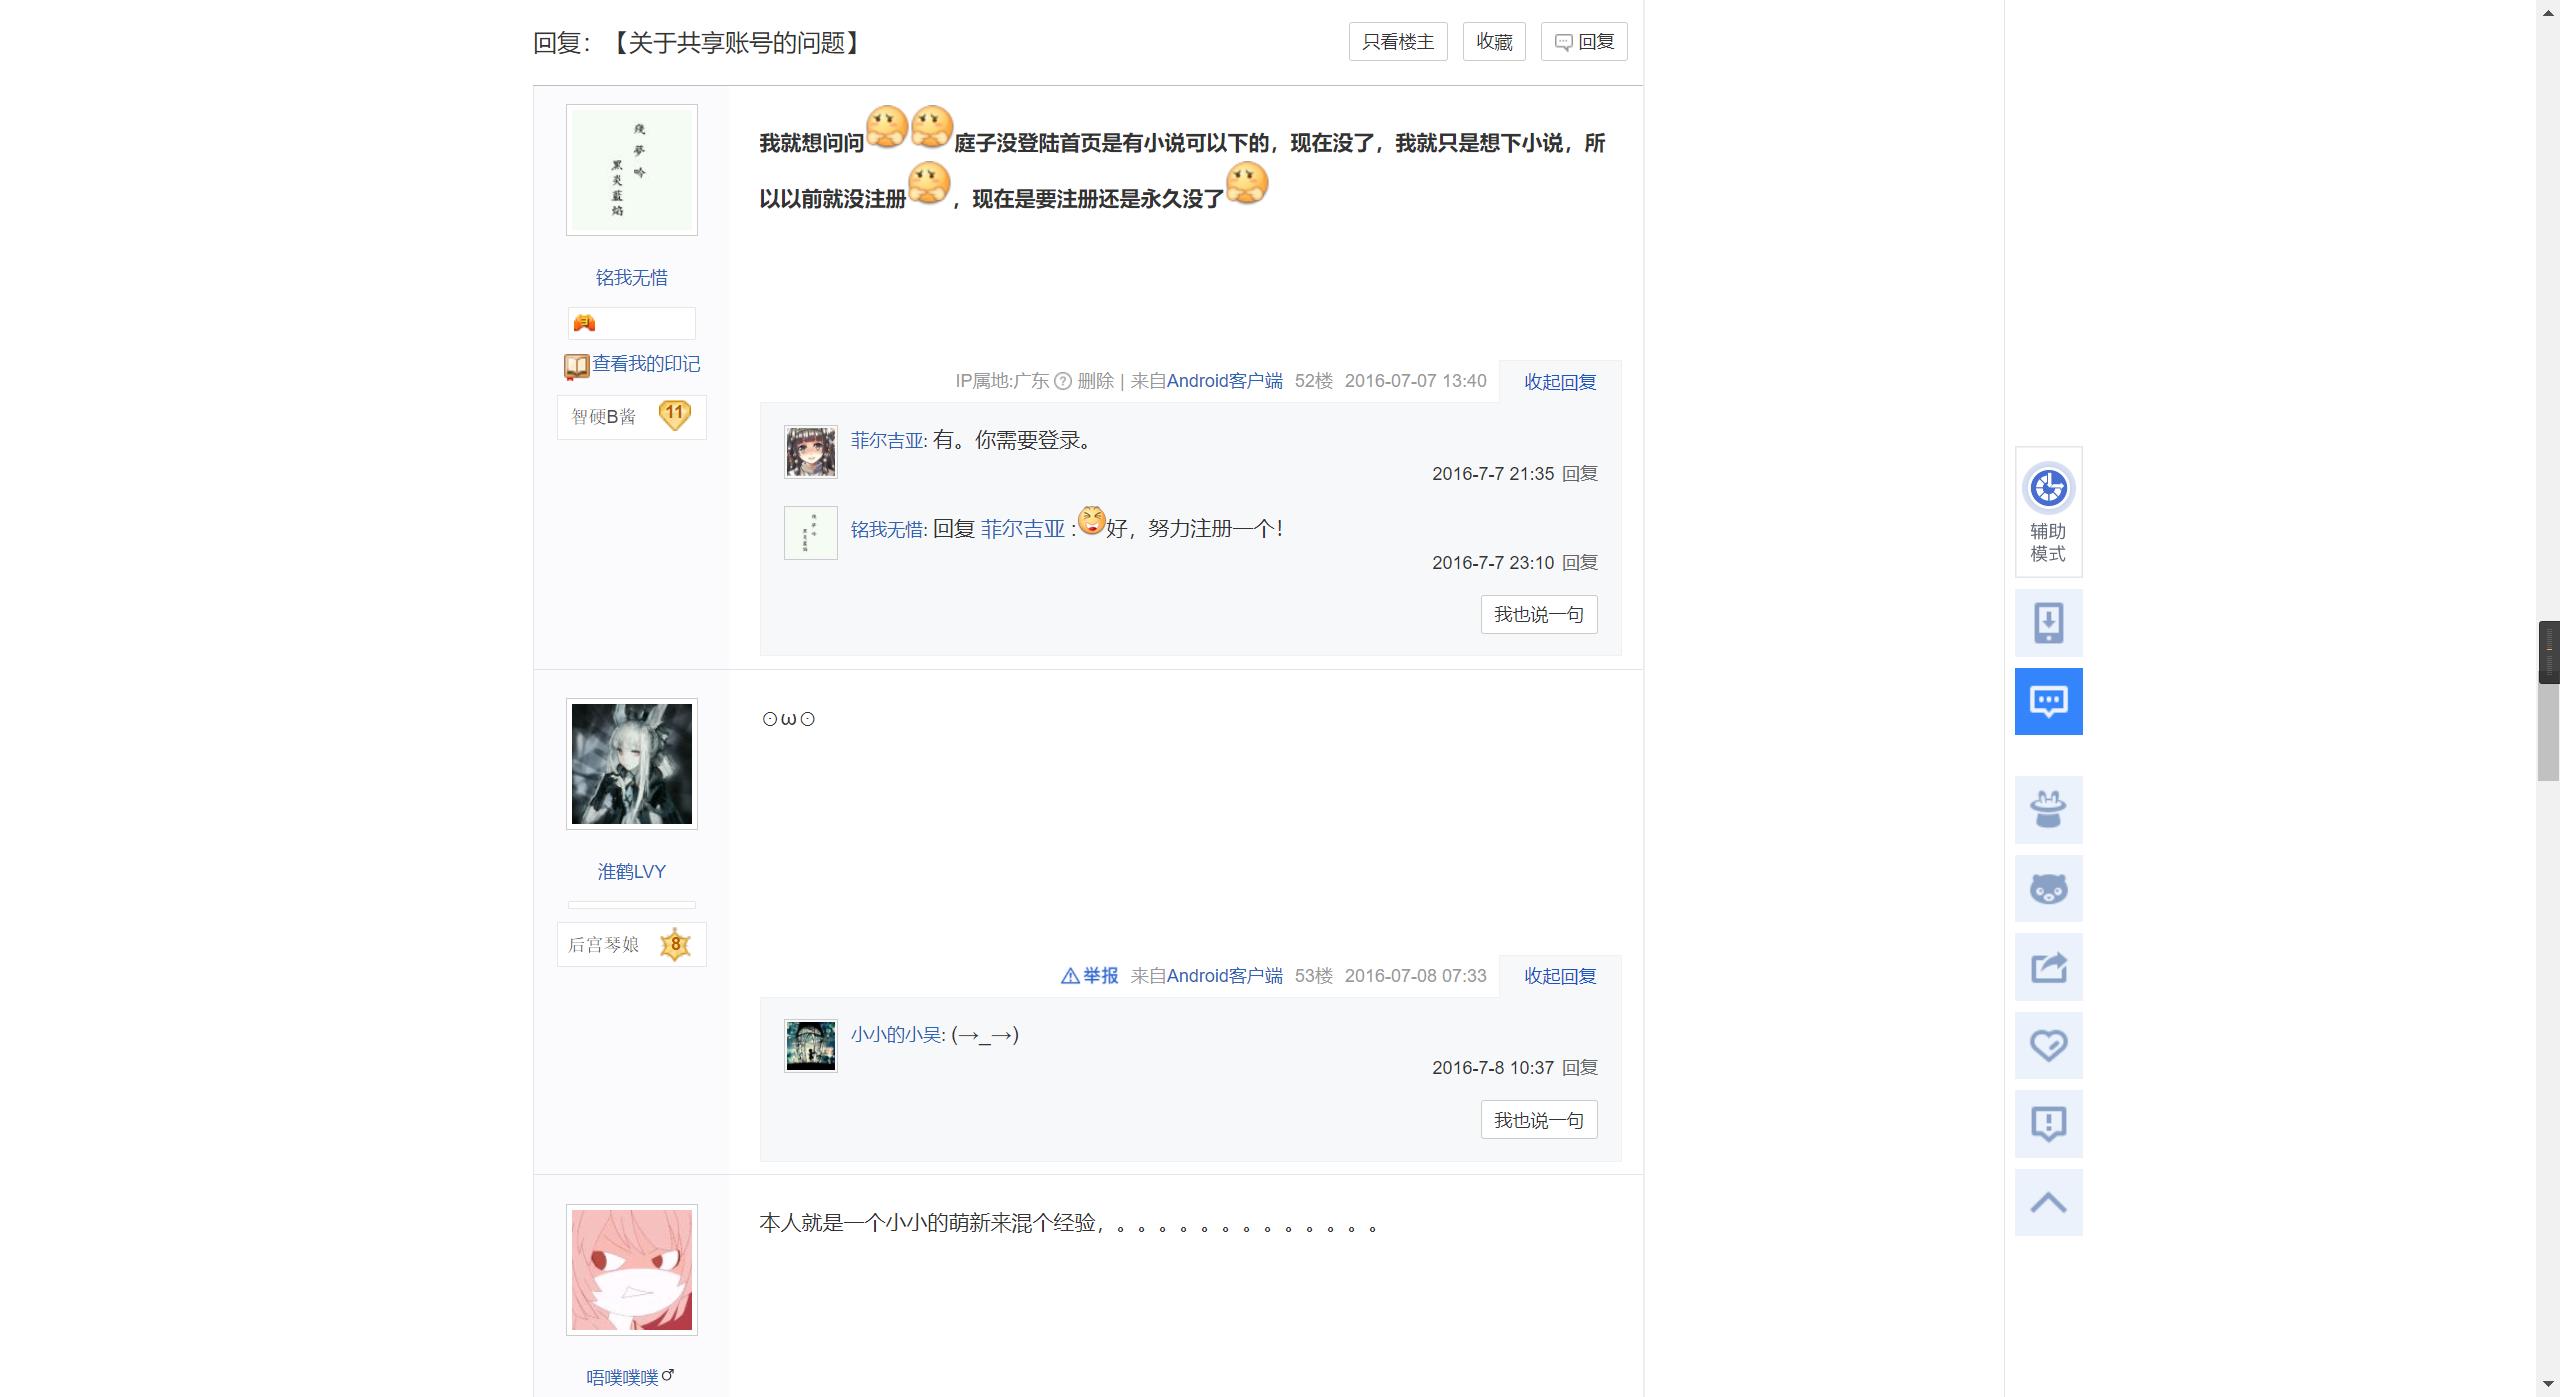 回复：【关于共享账号的问题】
只看楼主 收藏 回复
残梦吟
黑炎蓝焰
铭我无惜
3
查看我的印记
智硬B酱 11
我就想问问庭子没登陆首页是有小说可以下的，现在没了，我就只是想下小说，所
以以前就没注册，现在是要注册还是永久没了
IP属地:广东 删除 | 来自Android客户端 52楼 2016-07-07 13:40 收起回复
菲尔吉亚: 有。你需要登录。
2016-7-7 21:35 回复
铭我无惜: 回复 菲尔吉亚 :好，努力注册一个！
2016-7-7 23:10 回复
我也说一句
辅助
模式
淮鹤LVY
后宫琴娘 8
⊙ω⊙
举报 来自Android客户端 53楼 2016-07-08 07:33 收起回复
小小的小吴: (→_→)
2016-7-8 10:37 回复
我也说一句
唔噗噗噗♂
本人就是一个小小的萌新来混个经验，。。。。。。。。。。。。。